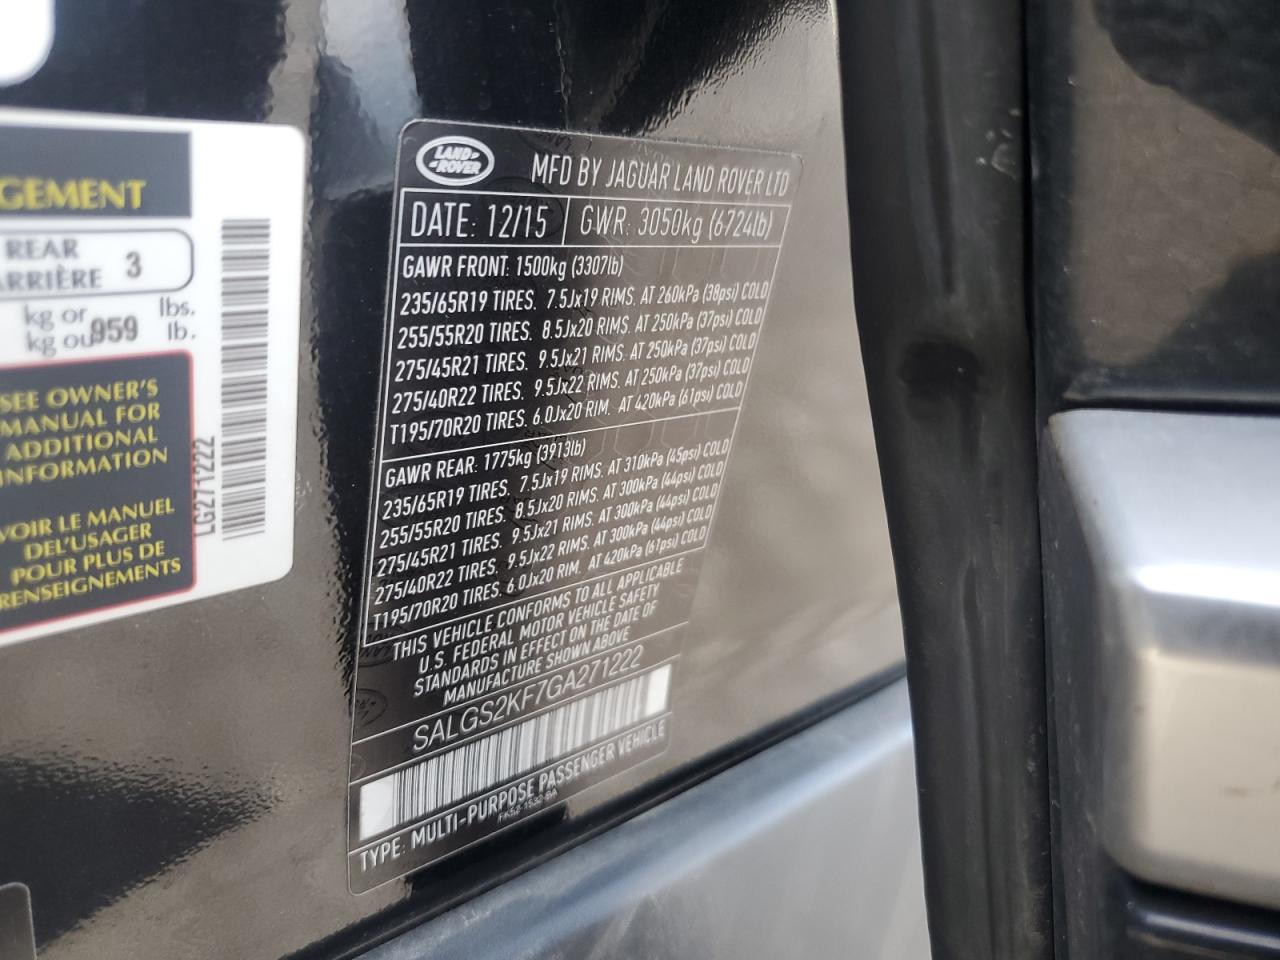 GEMENT
REAR
ARRIÈRE 3
kg or lbs.
kg ou 959 lb.
SEE OWNER'S
MANUAL FOR
ADDITIONAL
INFORMATION
VOIR LE MANUEL
DEL'USAGER
POUR PLUS DE
RENSEIGNEMENTS
LG271222
LAND-
-ROVER
MFD BY JAGUAR LAND ROVER LTD
DATE: 12/15 GWR: 3050kg (6724lb)
GAWR FRONT: 1500kg (3307lb)
235/65R19 TIRES. 7.5Jx19 RIMS. AT 260kPa (38psi) COLD
255/55R20 TIRES. 8.5Jx20 RIMS. AT 250kPa (37psi) COLD
275/45R21 TIRES. 9.5Jx21 RIMS. AT 250kPa (37psi) COLD
275/40R22 TIRES. 9.5Jx22 RIMS. AT 250kPa (37psi) COLD
T195/70R20 TIRES. 6.0Jx20 RIM. AT 420kPa (61psi) COLD
GAWR REAR: 1775kg (3913lb)
235/65R19 TIRES. 7.5Jx19 RIMS. AT 310kPa (45psi) COLD
255/55R20 TIRES. 8.5Jx20 RIMS. AT 300kPa (44psi) COLD
275/45R21 TIRES. 9.5Jx21 RIMS. AT 300kPa (44psi) COLD
275/40R22 TIRES. 9.5Jx22 RIMS. AT 300kPa (44psi) COLD
T195/70R20 TIRES. 6.0Jx20 RIM. AT 420kPa (61psi) COLD
THIS VEHICLE CONFORMS TO ALL APPLICABLE
U.S. FEDERAL MOTOR VEHICLE SAFETY
STANDARDS IN EFFECT ON THE DATE OF
MANUFACTURE SHOWN ABOVE
SALGS2KF7GA271222
TYPE: MULTI-PURPOSE PASSENGER VEHICLE
FK52-1532-BA